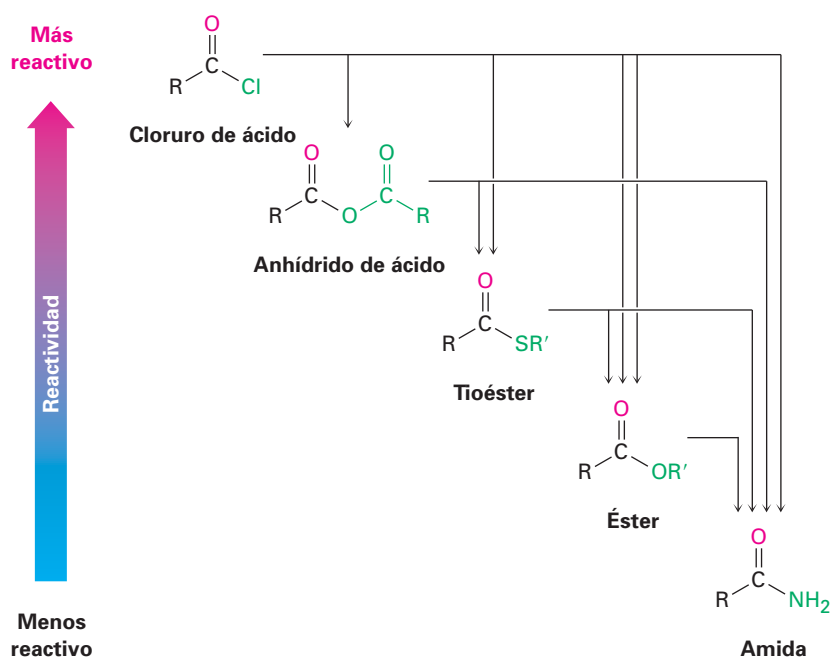 Más
reactivo
O
C
R
Cl
Cloruro de ácido
O O
C C
R O R
Anhídrido de ácido
O
C
R SR′
Tioéster
O
C
R OR′
Éster
O
C
R NH₂
Amida
Reactividad
Menos
reactivo